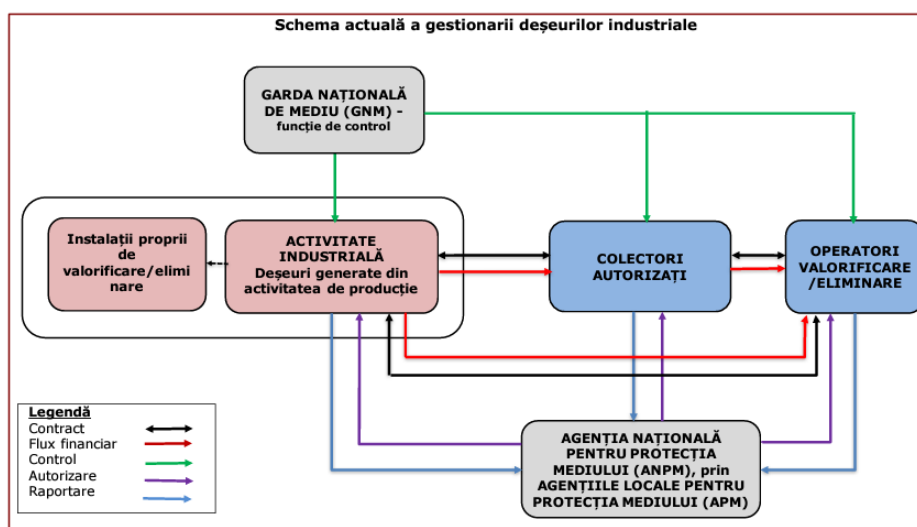 Schema actuală a gestionarii deșeurilor industriale
GARDA NAȚIONALĂ
DE MEDIU (GNM) -
funcție de control
Instalații proprii
de
valorificare/elimi
nare
ACTIVITATE
INDUSTRIALĂ
Deșeuri generate din
activitatea de producție
COLECTORI
AUTORIZAȚI
OPERATORI
VALORIFICARE
/ELIMINARE
Legendă
Contract
Flux financiar
Control
Autorizare
Raportare
AGENȚIA NAȚIONALĂ
PENTRU PROTECȚIA
MEDIULUI (ANPM), prin
AGENȚIILE LOCALE PENTRU
PROTECȚIA MEDIULUI (APM)